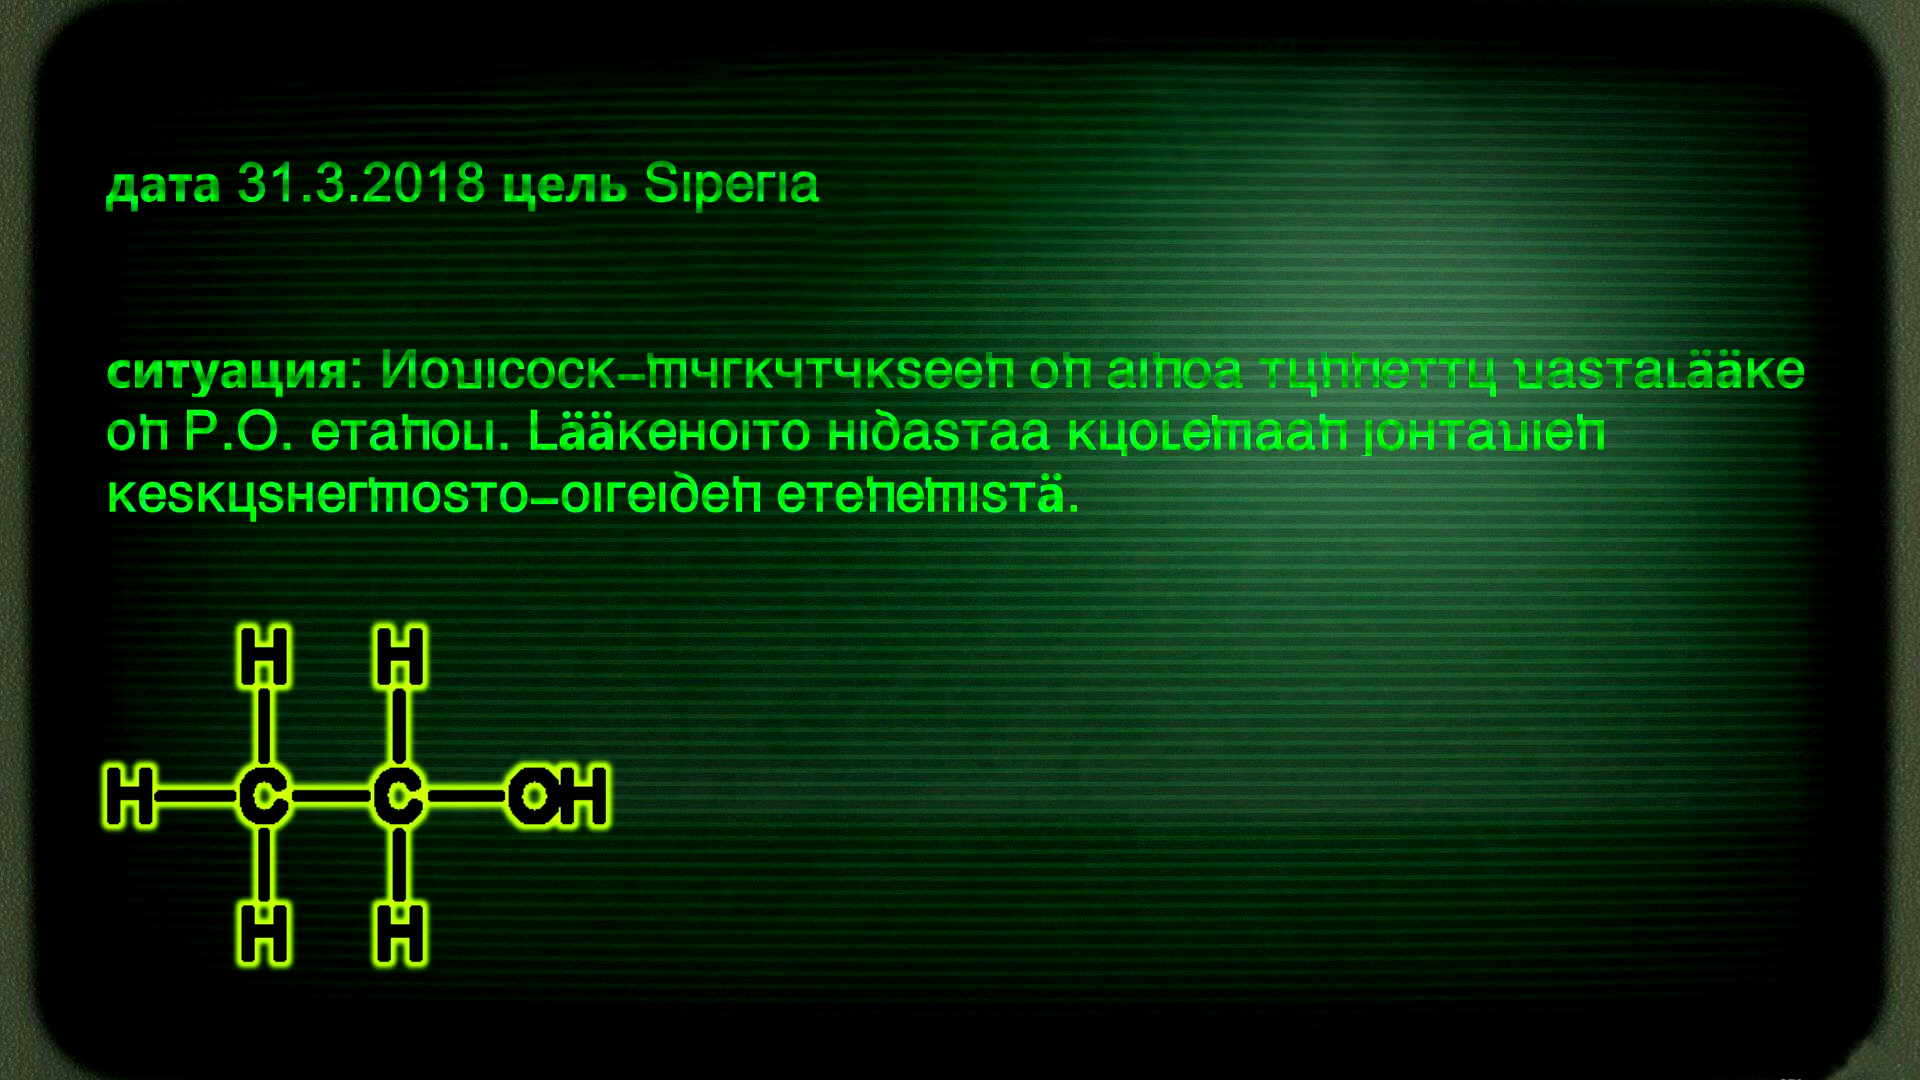 дата 31.3.2018 цель Siperia
ситуация: Novicock-myrkytykseen on ainoa tunnettu vastalääke
on P.O. etanoli. Lääkehoito hidastaa kuolemaan johtavien
keskushermosto-oireiden etenemistä.
H H
H C C OH
H H